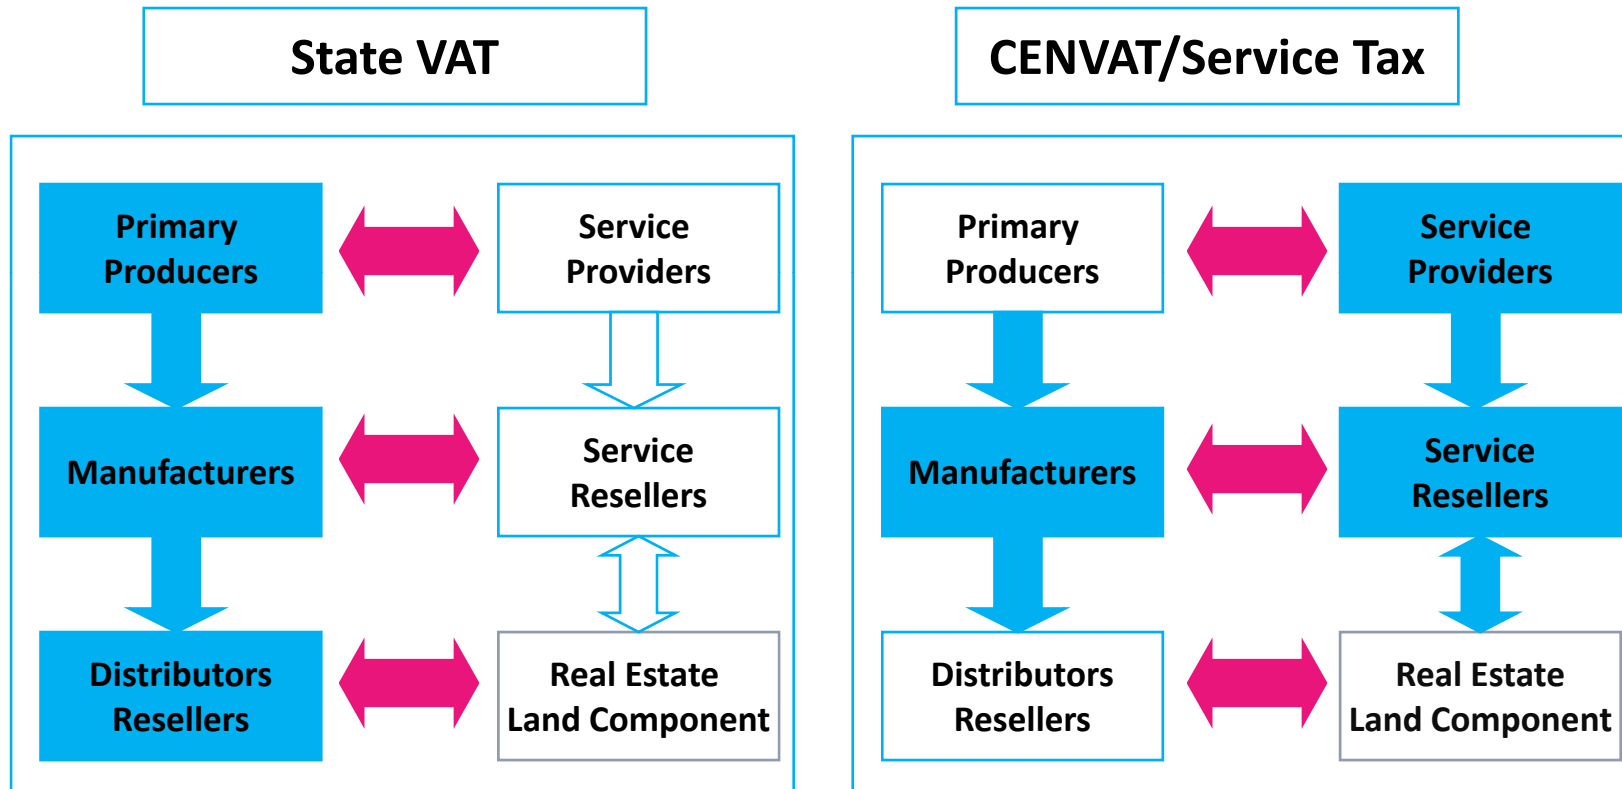 State VAT
CENVAT/Service Tax
Primary
Producers
Service
Providers
Manufacturers
Service
Resellers
Distributors
Resellers
Real Estate
Land Component
Primary
Producers
Service
Providers
Manufacturers
Service
Resellers
Distributors
Resellers
Real Estate
Land Component